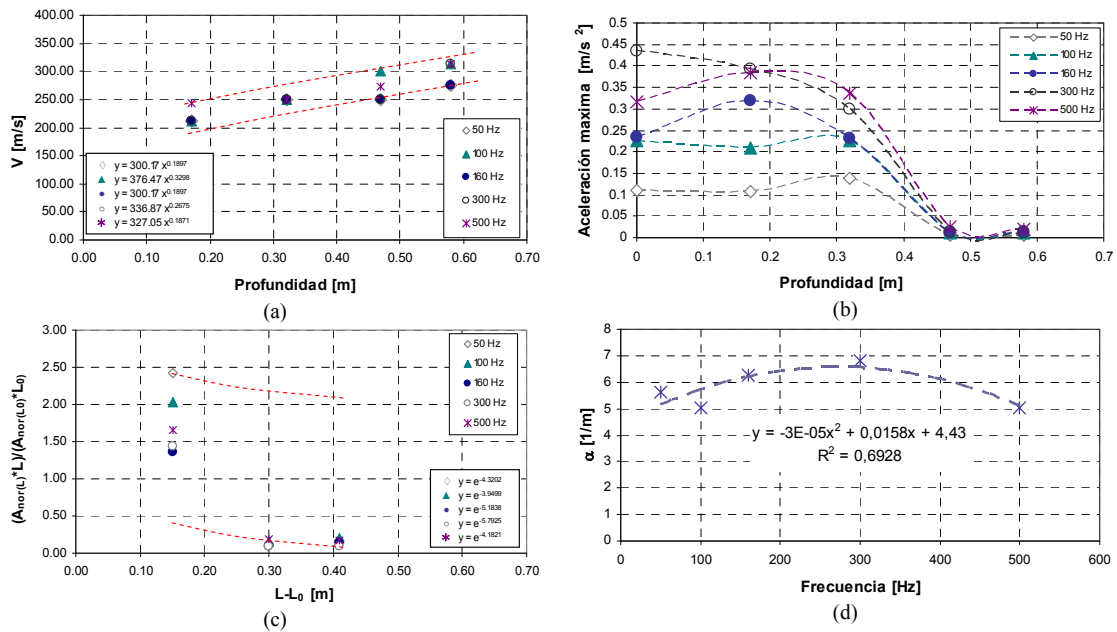 400.00
350.00
300.00
250.00
200.00
150.00
100.00
50.00
0.00
V [m/s]
50 Hz
100 Hz
160 Hz
300 Hz
500 Hz
y = 300.17 x^0.1897
y = 376.47 x^0.3298
y = 300.17 x^0.1897
y = 336.87 x^0.2675
y = 327.05 x^0.1871
0.00 0.10 0.20 0.30 0.40 0.50 0.60 0.70
Profundidad [m]
(a)
0.5
0.45
0.4
0.35
0.3
0.25
0.2
0.15
0.1
0.05
0
Aceleración maxima [m/s²]
50 Hz
100 Hz
160 Hz
300 Hz
500 Hz
0 0.1 0.2 0.3 0.4 0.5 0.6 0.7
Profundidad [m]
(b)
3.00
2.50
2.00
1.50
1.00
0.50
0.00
(Anor(L)*L)/(Anor(L0)*L0)
50 Hz
100 Hz
160 Hz
300 Hz
500 Hz
y = e^-4.3202
y = e^-3.9499
y = e^-5.1838
y = e^-5.7925
y = e^-4.1821
0.00 0.10 0.20 0.30 0.40 0.50 0.60 0.70
L-L0 [m]
(c)
8
7
6
5
4
3
2
1
0
α [1/m]
y = -3E-05x² + 0,0158x + 4,43
R² = 0,6928
0 100 200 300 400 500 600
Frecuencia [Hz]
(d)